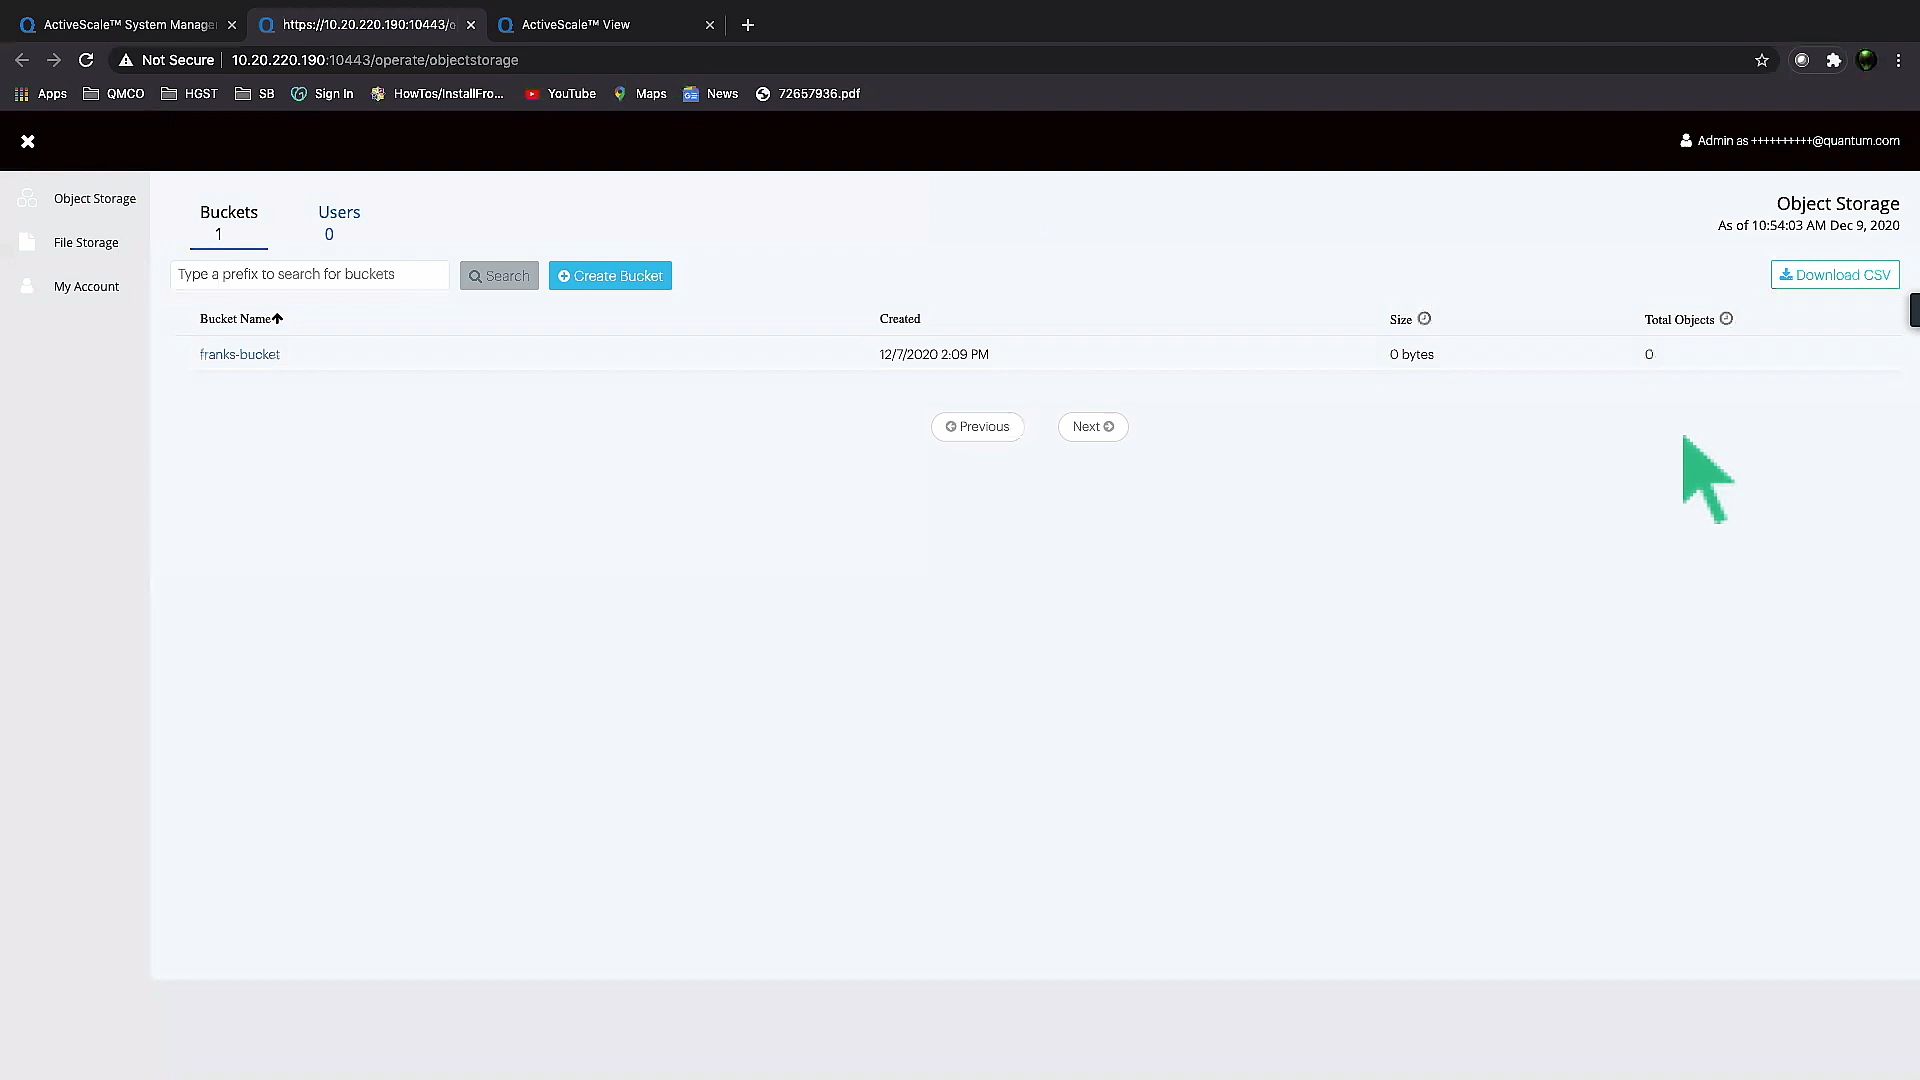 ActiveScale™ System Manage
https://10.20.220.190:10443/o
ActiveScale™ View
Not Secure
10.20.220.190:10443/operate/objectstorage
Apps
QMCO
HGST
SB
Sign In
HowTos/InstallFro...
YouTube
Maps
News
72657936.pdf
Admin as ++++++++++@quantum.com
Object Storage
File Storage
My Account
Buckets
1
Users
0
Object Storage
As of 10:54:03 AM Dec 9, 2020
Type a prefix to search for buckets
Search
Create Bucket
Download CSV
Bucket Name
Created
Size
Total Objects
franks-bucket
12/7/2020 2:09 PM
0 bytes
0
Previous
Next